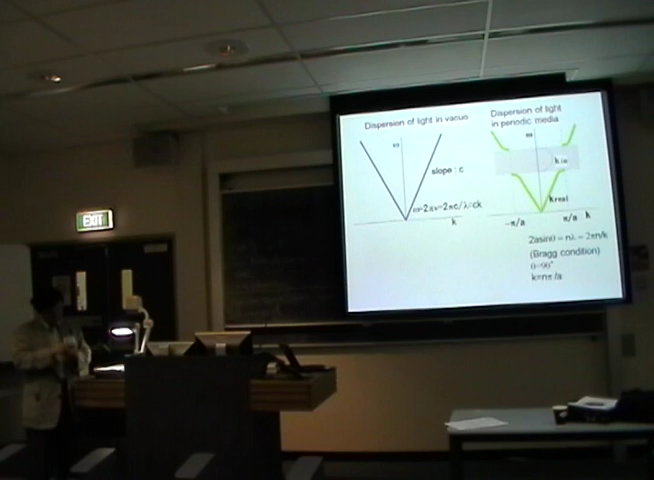 EXIT
Dispersion of light in vacuo
ω
slope : c
ω=2πν=2πc/λ=ck
k
Dispersion of light
in periodic media
ω
k im
k real
-π/a
π/a
k
2asinθ = nλ = 2πn/k
(Bragg condition)
θ=90°
k=nπ/a